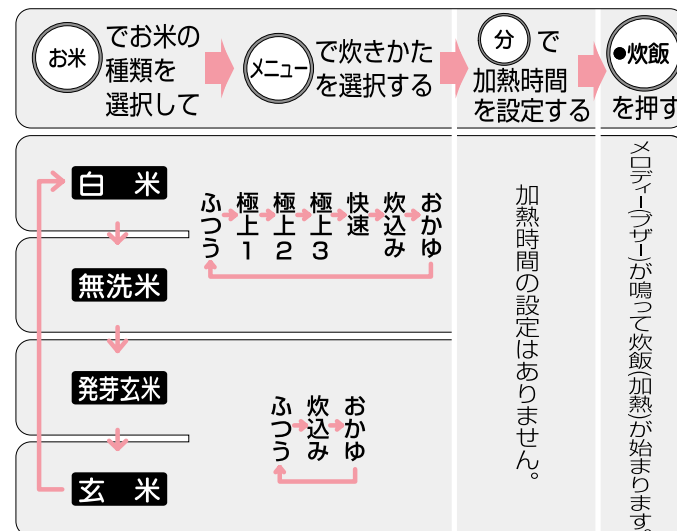 お米
でお米の
種類を
選択して
メニュー
で炊きかた
を選択する
分
で
加熱時間
を設定する
●炊飯
を押す
白 米
無洗米
発芽玄米
玄 米
ふつう
極上1
極上2
極上3
快速
炊込み
おかゆ
ふつう
炊込み
おかゆ
加熱時間の設定はありません。
メロディー(ブザー)が鳴って炊飯(加熱)が始まります。